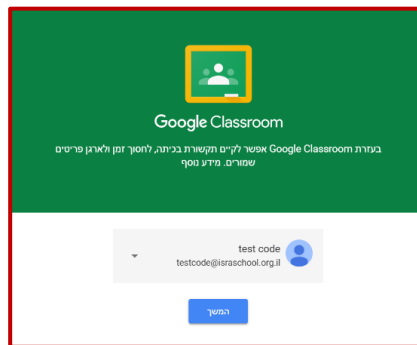 Google Classroom
בעזרת Google Classroom אפשר לקיים תקשורת בכיתה, לחסוך זמן ולארגן פריטים
שמורים. מידע נוסף
test code
testcode@israschool.org.il
המשך